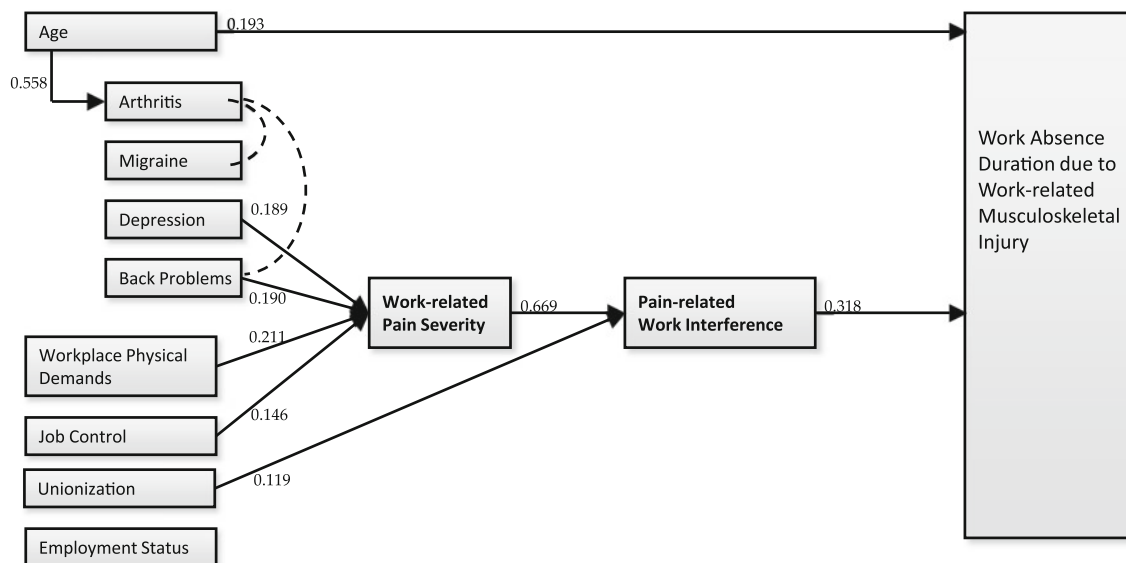 Age
0.193
0.558
Arthritis
Migraine
Depression
0.189
Back Problems
0.190
Work-related
Pain Severity
0.669
Pain-related
Work Interference
0.318
Work Absence
Duration due to
Work-related
Musculoskeletal
Injury
Workplace Physical
Demands
0.211
Job Control
0.146
Unionization
0.119
Employment Status